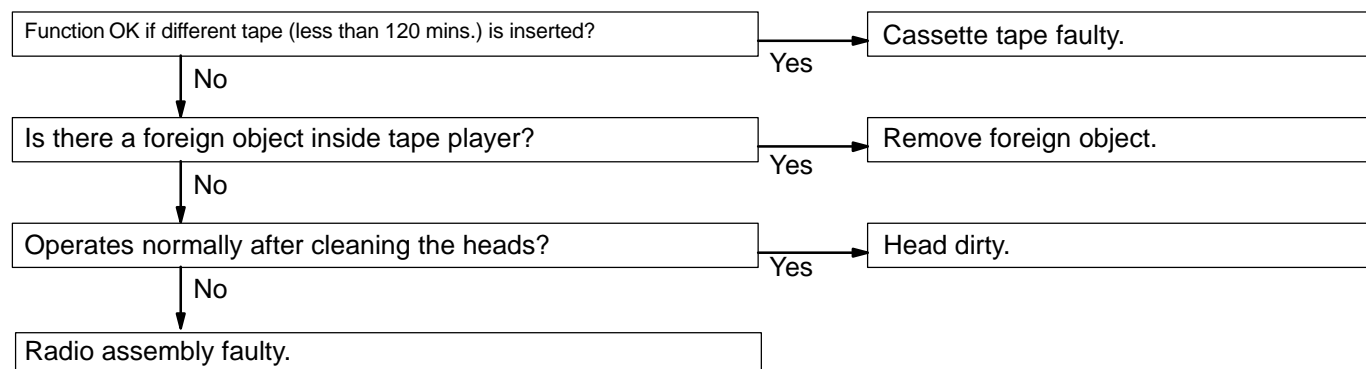 Function OK if different tape (less than 120 mins.) is inserted?
Yes
Cassette tape faulty.
No
Is there a foreign object inside tape player?
Yes
Remove foreign object.
No
Operates normally after cleaning the heads?
Yes
Head dirty.
No
Radio assembly faulty.